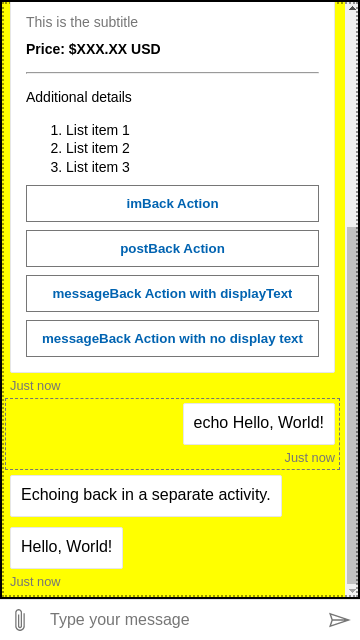 This is the subtitle
Price: $XXX.XX USD
Additional details
1. List item 1
2. List item 2
3. List item 3
imBack Action
postBack Action
messageBack Action with displayText
messageBack Action with no display text
Just now
echo Hello, World!
Just now
Echoing back in a separate activity.
Hello, World!
Just now
Type your message